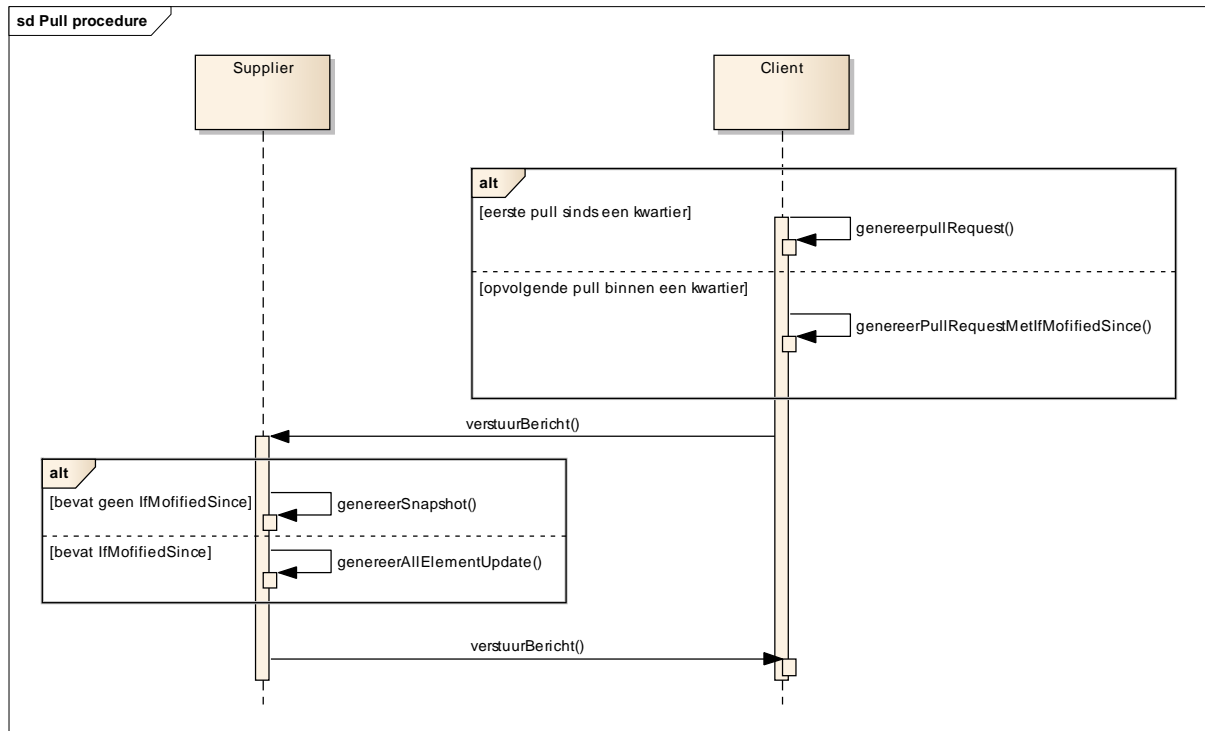 sd Pull procedure
Supplier
Client
alt
[eerste pull sinds een kwartier]
genereerpullRequest()
[opvolgende pull binnen een kwartier]
genereerPullRequestMetIfMofifiedSince()
verstuurBericht()
alt
[bevat geen IfMofifiedSince]
genereerSnapshot()
[bevat IfMofifiedSince]
genereerAllElementUpdate()
verstuurBericht()